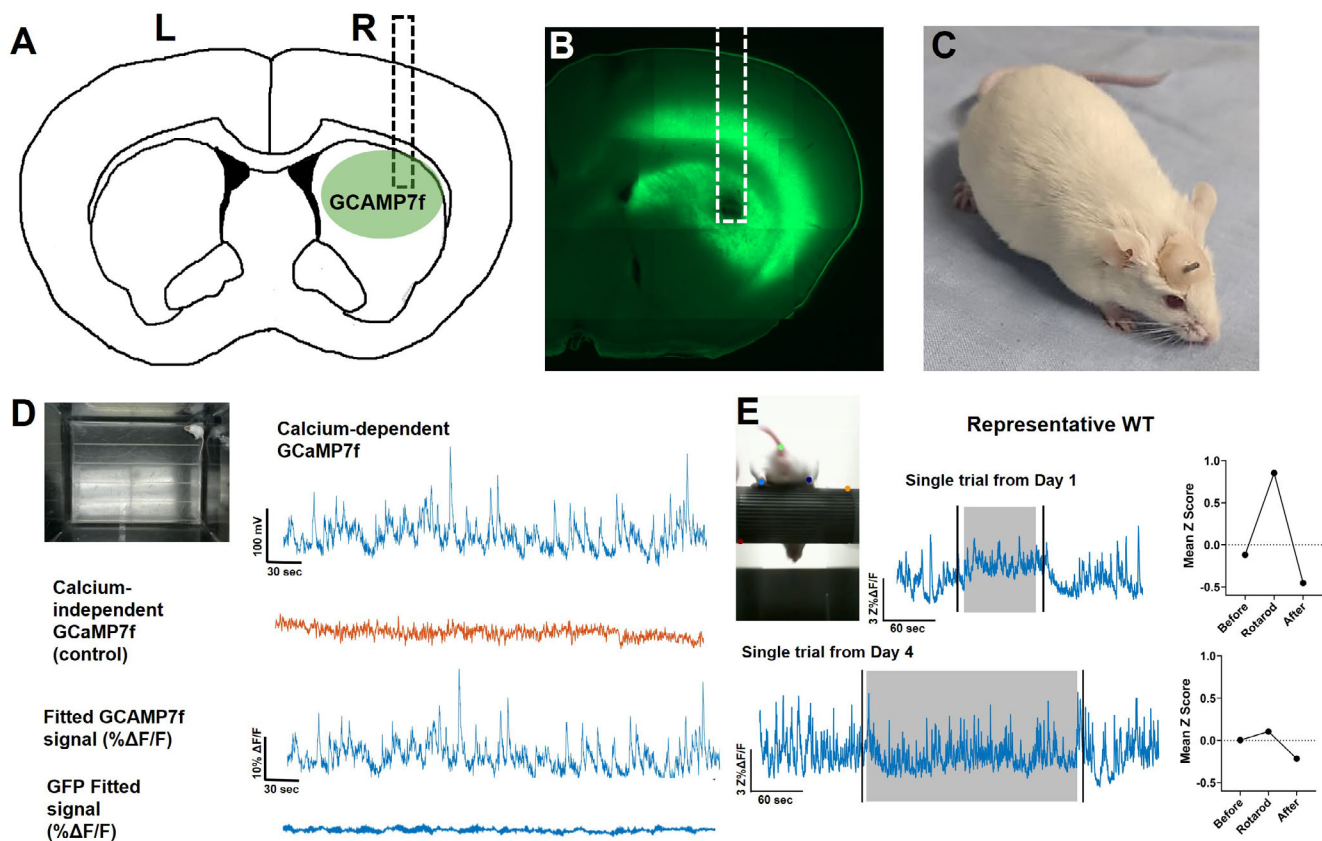 A
L
R
GCAMP7f
B
C
D
Calcium-dependent
GCaMP7f
100 mV
30 sec
Calcium-
independent
GCaMP7f
(control)
Fitted GCAMP7f
signal (%ΔF/F)
10% ΔF/F
30 sec
GFP Fitted
signal
(%ΔF/F)
E
Representative WT
Single trial from Day 1
3 Z%ΔF/F
60 sec
Mean Z Score
1.0
0.5
0.0
-0.5
Before
Rotarod
After
Single trial from Day 4
3 Z%ΔF/F
60 sec
Mean Z Score
1.0
0.5
0.0
-0.5
Before
Rotarod
After